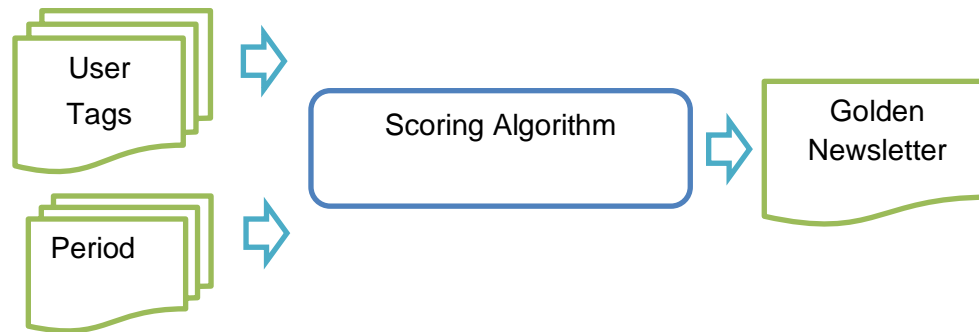 User
Tags
Scoring Algorithm
Golden
Newsletter
Period